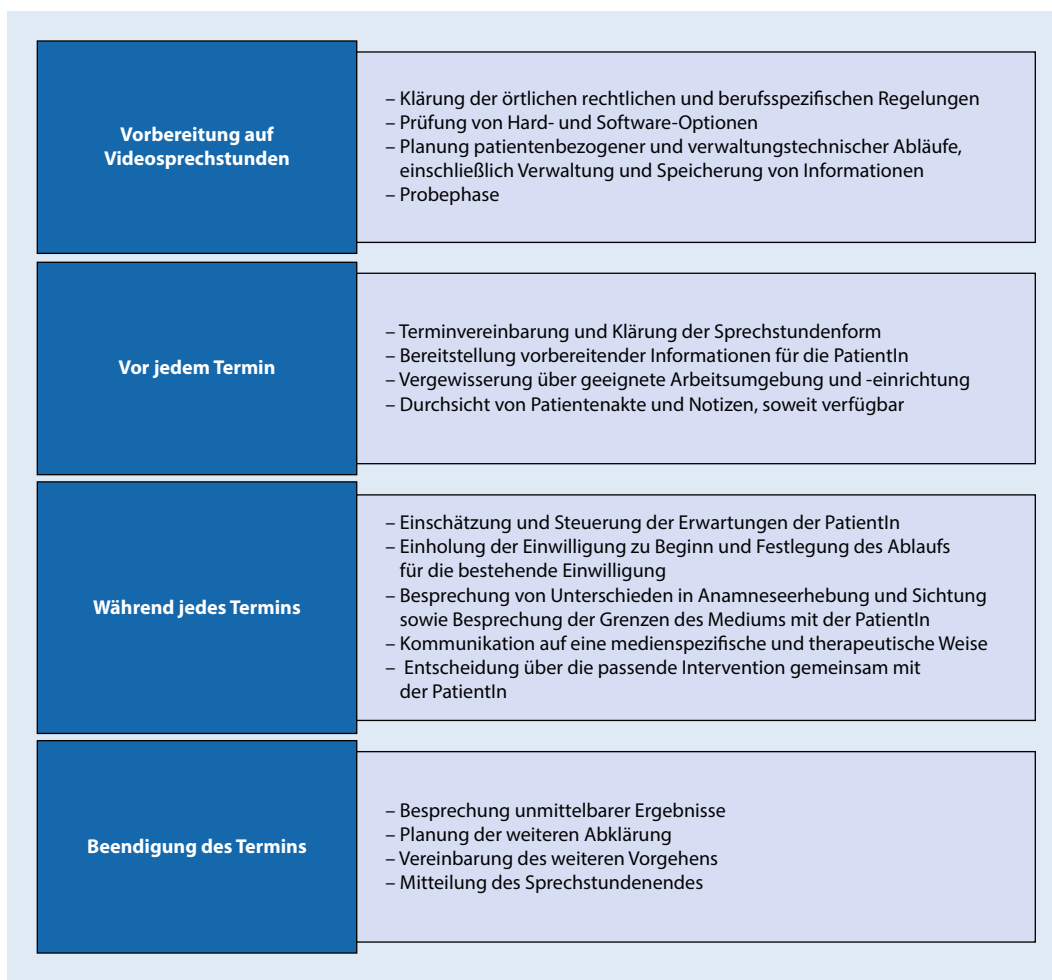 Vorbereitung auf
Videosprechstunden
– Klärung der örtlichen rechtlichen und berufsspezifischen Regelungen
– Prüfung von Hard- und Software-Optionen
– Planung patientenbezogener und verwaltungstechnischer Abläufe,
einschließlich Verwaltung und Speicherung von Informationen
– Probephase
Vor jedem Termin
– Terminvereinbarung und Klärung der Sprechstundenform
– Bereitstellung vorbereitender Informationen für die PatientIn
– Vergewisserung über geeignete Arbeitsumgebung und -einrichtung
– Durchsicht von Patientenakte und Notizen, soweit verfügbar
Während jedes Termins
– Einschätzung und Steuerung der Erwartungen der PatientIn
– Einholung der Einwilligung zu Beginn und Festlegung des Ablaufs
für die bestehende Einwilligung
– Besprechung von Unterschieden in Anamneseerhebung und Sichtung
sowie Besprechung der Grenzen des Mediums mit der PatientIn
– Kommunikation auf eine medienspezifische und therapeutische Weise
– Entscheidung über die passende Intervention gemeinsam mit
der PatientIn
Beendigung des Termins
– Besprechung unmittelbarer Ergebnisse
– Planung der weiteren Abklärung
– Vereinbarung des weiteren Vorgehens
– Mitteilung des Sprechstundenendes